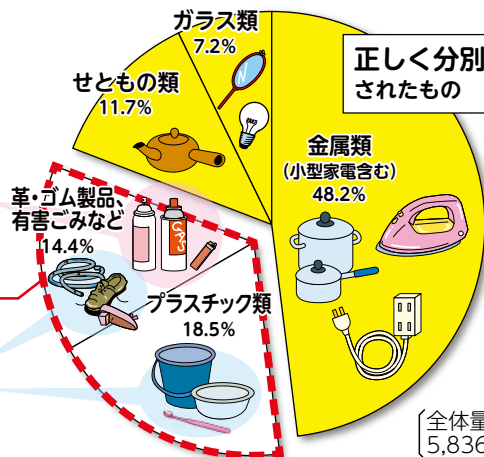 ガラス類
7.2%
せともの類
11.7%
正しく分別
されたもの
金属類
(小型家電含む)
48.2%
革・ゴム製品、
有害ごみなど
14.4%
プラスチック類
18.5%
全体量
5,836